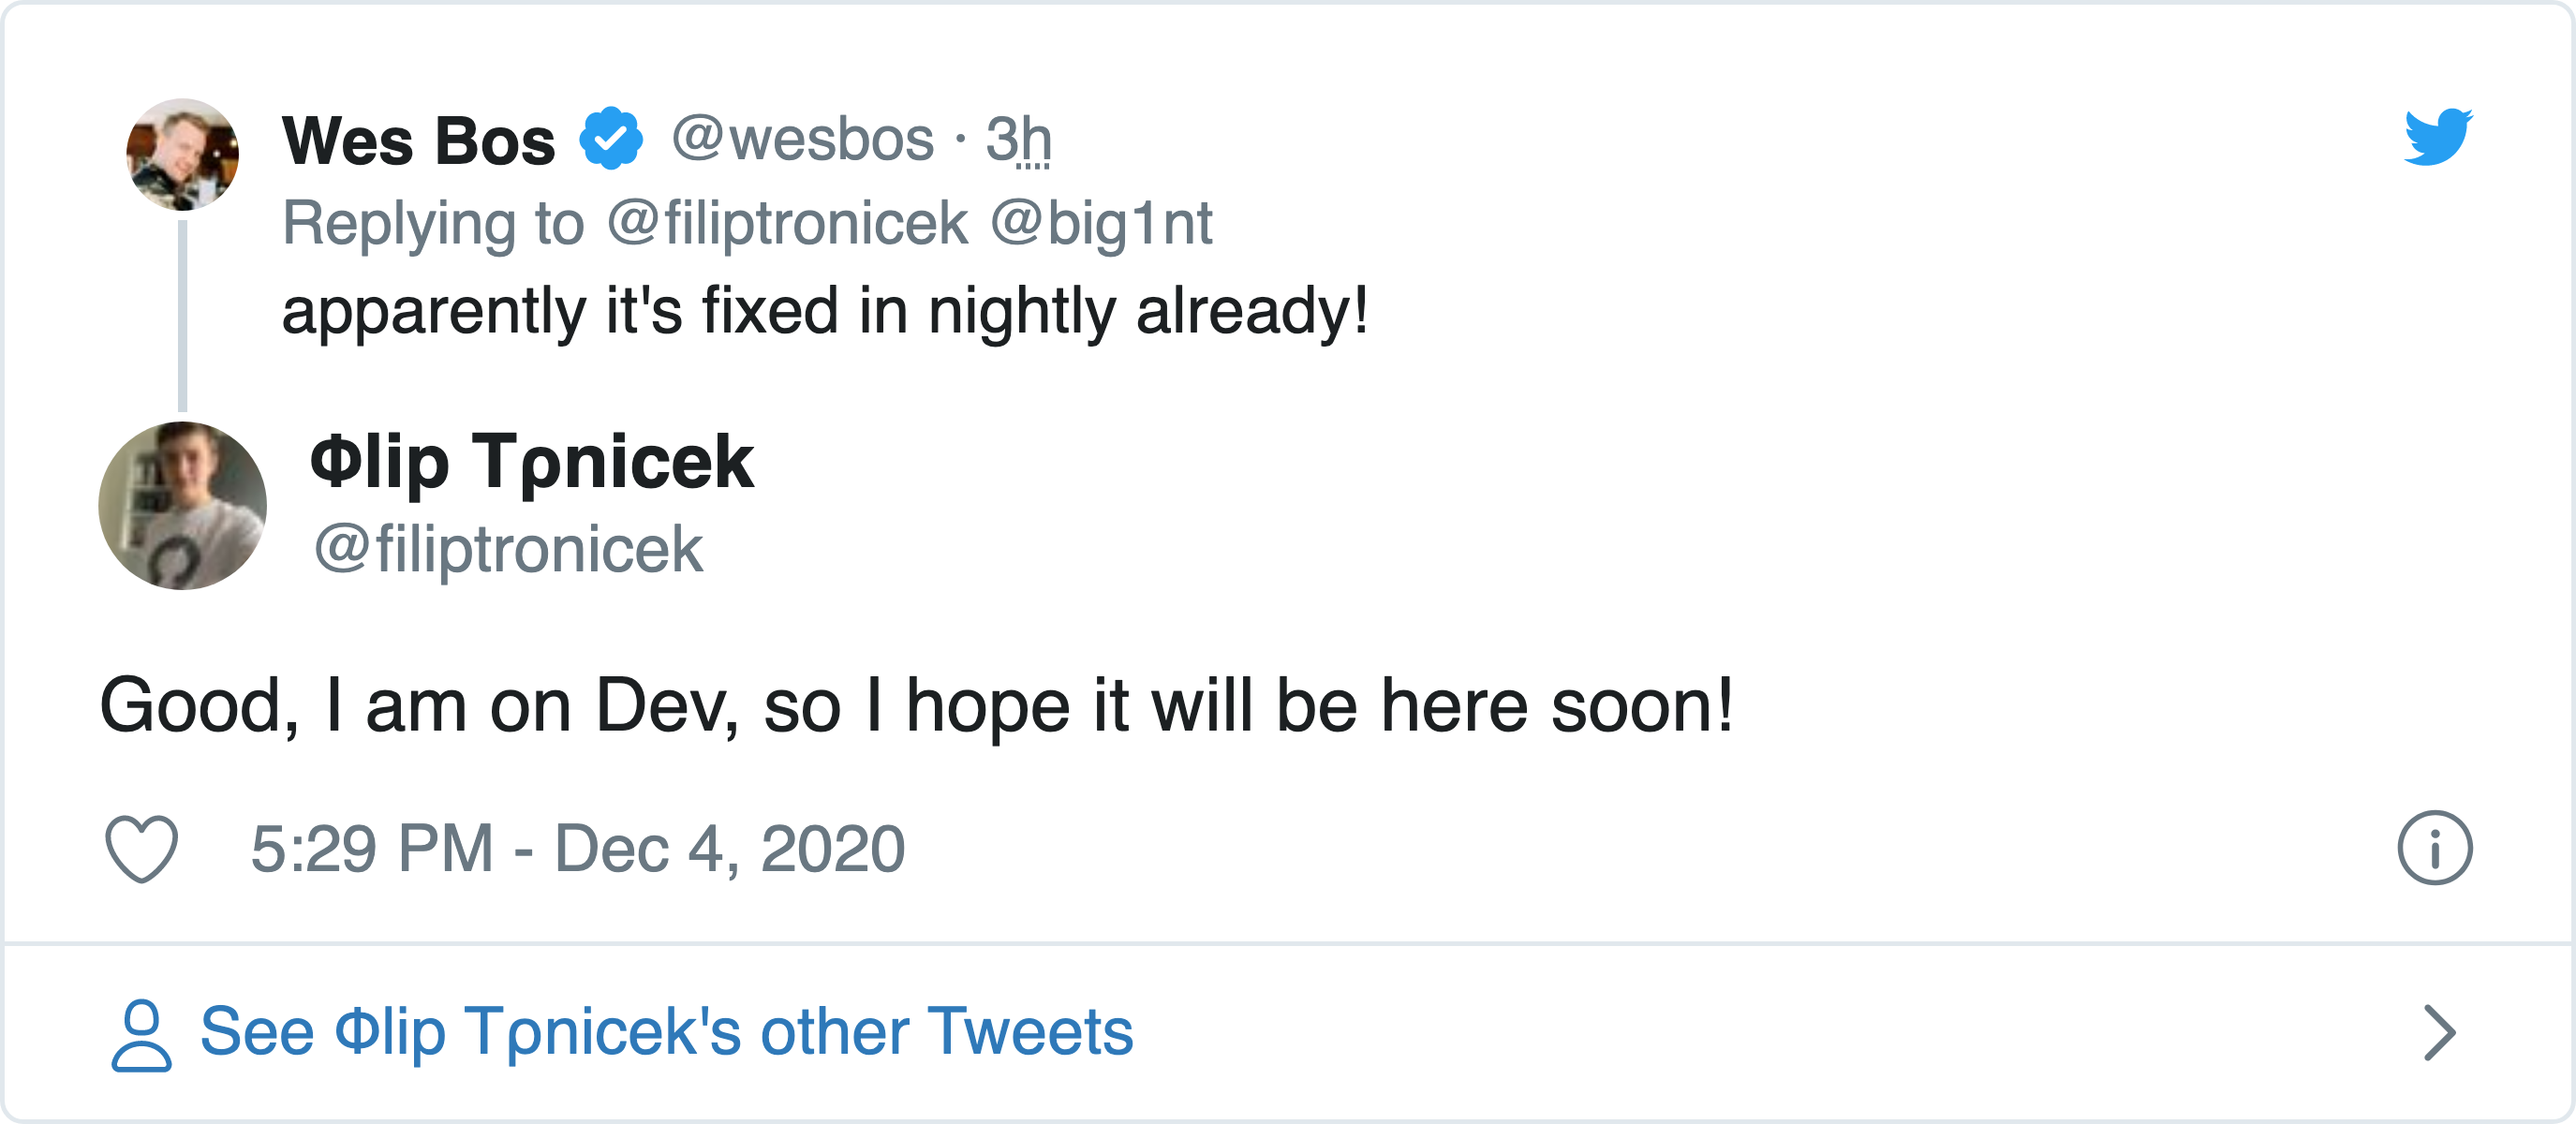 Wes Bos @wesbos · 3h
Replying to @filiptronicek @big1nt
apparently it's fixed in nightly already!
Φlip Tρnicek
@filiptronicek
Good, I am on Dev, so I hope it will be here soon!
5:29 PM - Dec 4, 2020
See Φlip Tρnicek's other Tweets